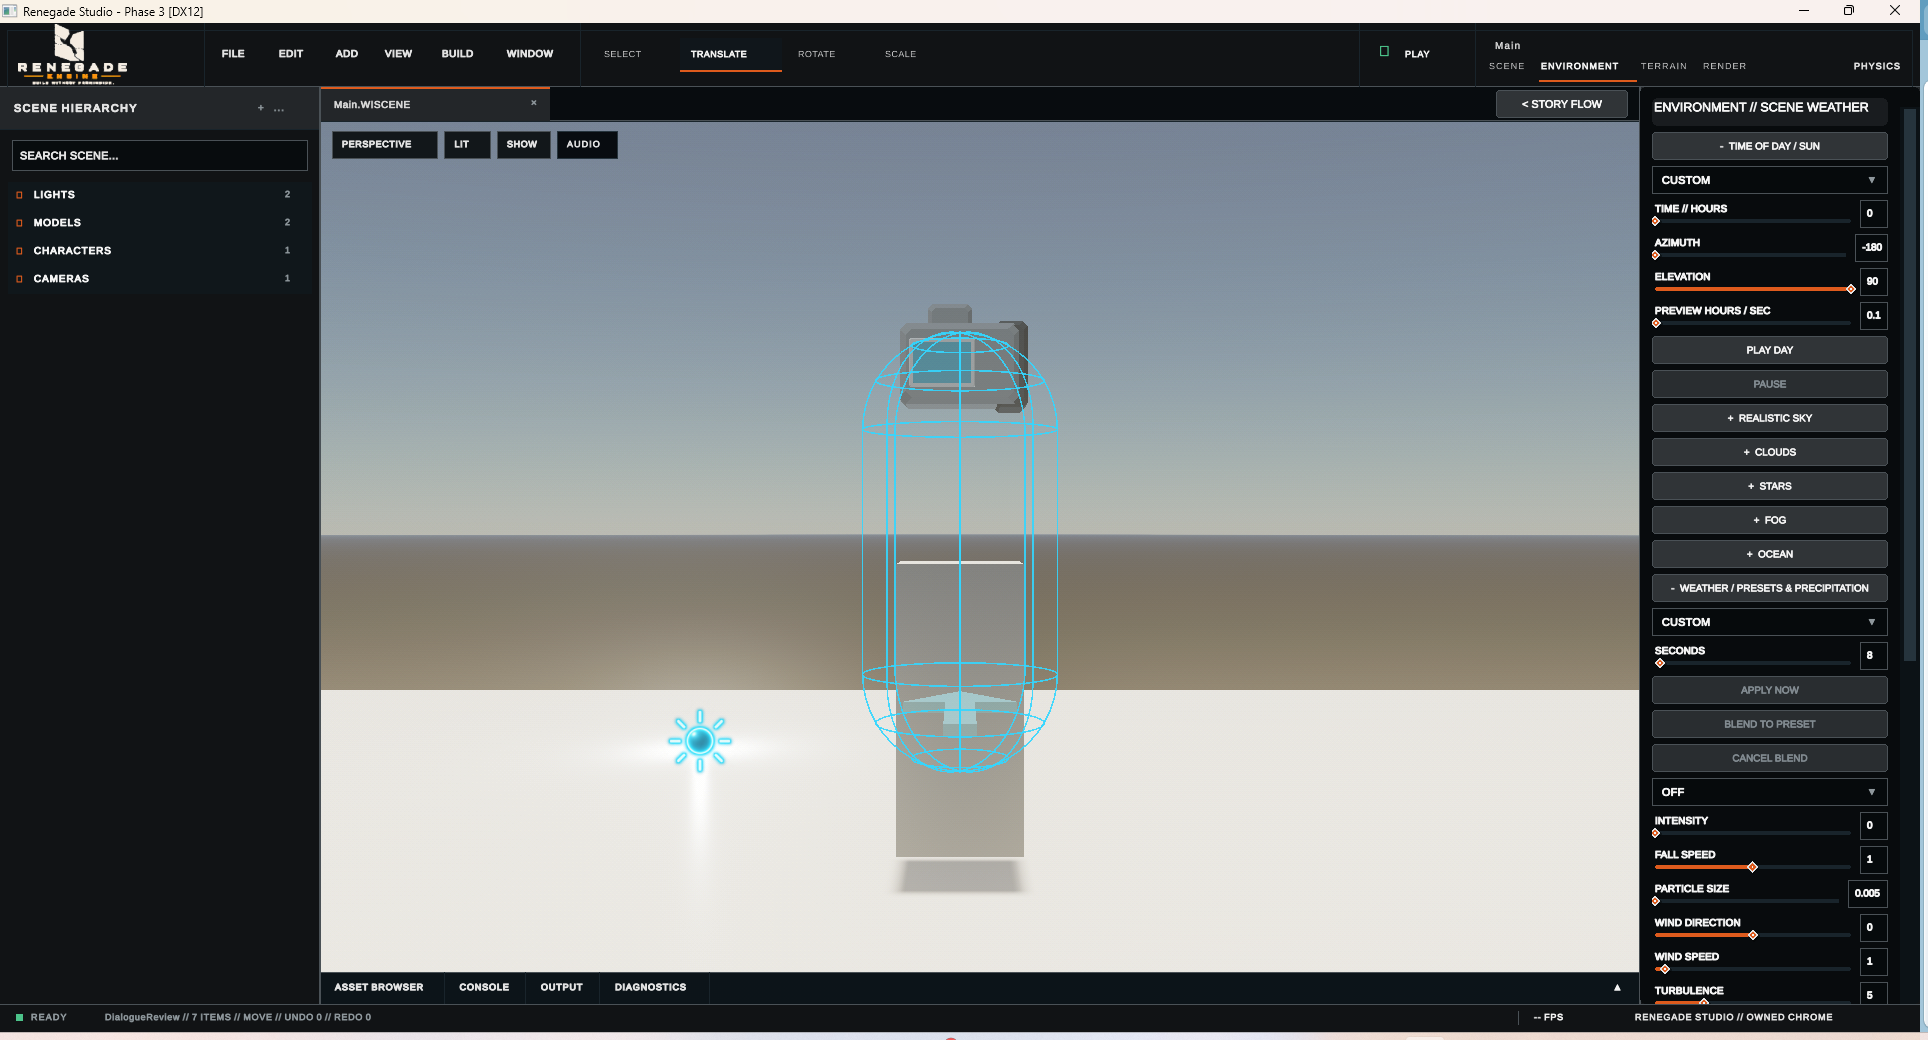 Renegade Studio - Phase 3 [DX12]
RENEGADE
ENGINE
BUILD WITHOUT PERMISSION.
FILE EDIT ADD VIEW BUILD WINDOW SELECT TRANSLATE ROTATE SCALE PLAY
Main
SCENE ENVIRONMENT TERRAIN RENDER PHYSICS
SCENE HIERARCHY + ...
SEARCH SCENE...
LIGHTS 2
MODELS 2
CHARACTERS 1
CAMERAS 1
Main.WISCENE ×
< STORY FLOW
PERSPECTIVE LIT SHOW AUDIO
ENVIRONMENT // SCENE WEATHER
- TIME OF DAY / SUN
CUSTOM ▼
TIME // HOURS 0
AZIMUTH -180
ELEVATION 90
PREVIEW HOURS / SEC 0.1
PLAY DAY
PAUSE
+ REALISTIC SKY
+ CLOUDS
+ STARS
+ FOG
+ OCEAN
- WEATHER / PRESETS & PRECIPITATION
CUSTOM ▼
SECONDS 8
APPLY NOW
BLEND TO PRESET
CANCEL BLEND
OFF ▼
INTENSITY 0
FALL SPEED 1
PARTICLE SIZE 0.005
WIND DIRECTION 0
WIND SPEED 1
TURBULENCE 5
ASSET BROWSER CONSOLE OUTPUT DIAGNOSTICS ▲
READY DialogueReview // 7 ITEMS // MOVE // UNDO 0 // REDO 0 -- FPS RENEGADE STUDIO // OWNED CHROME